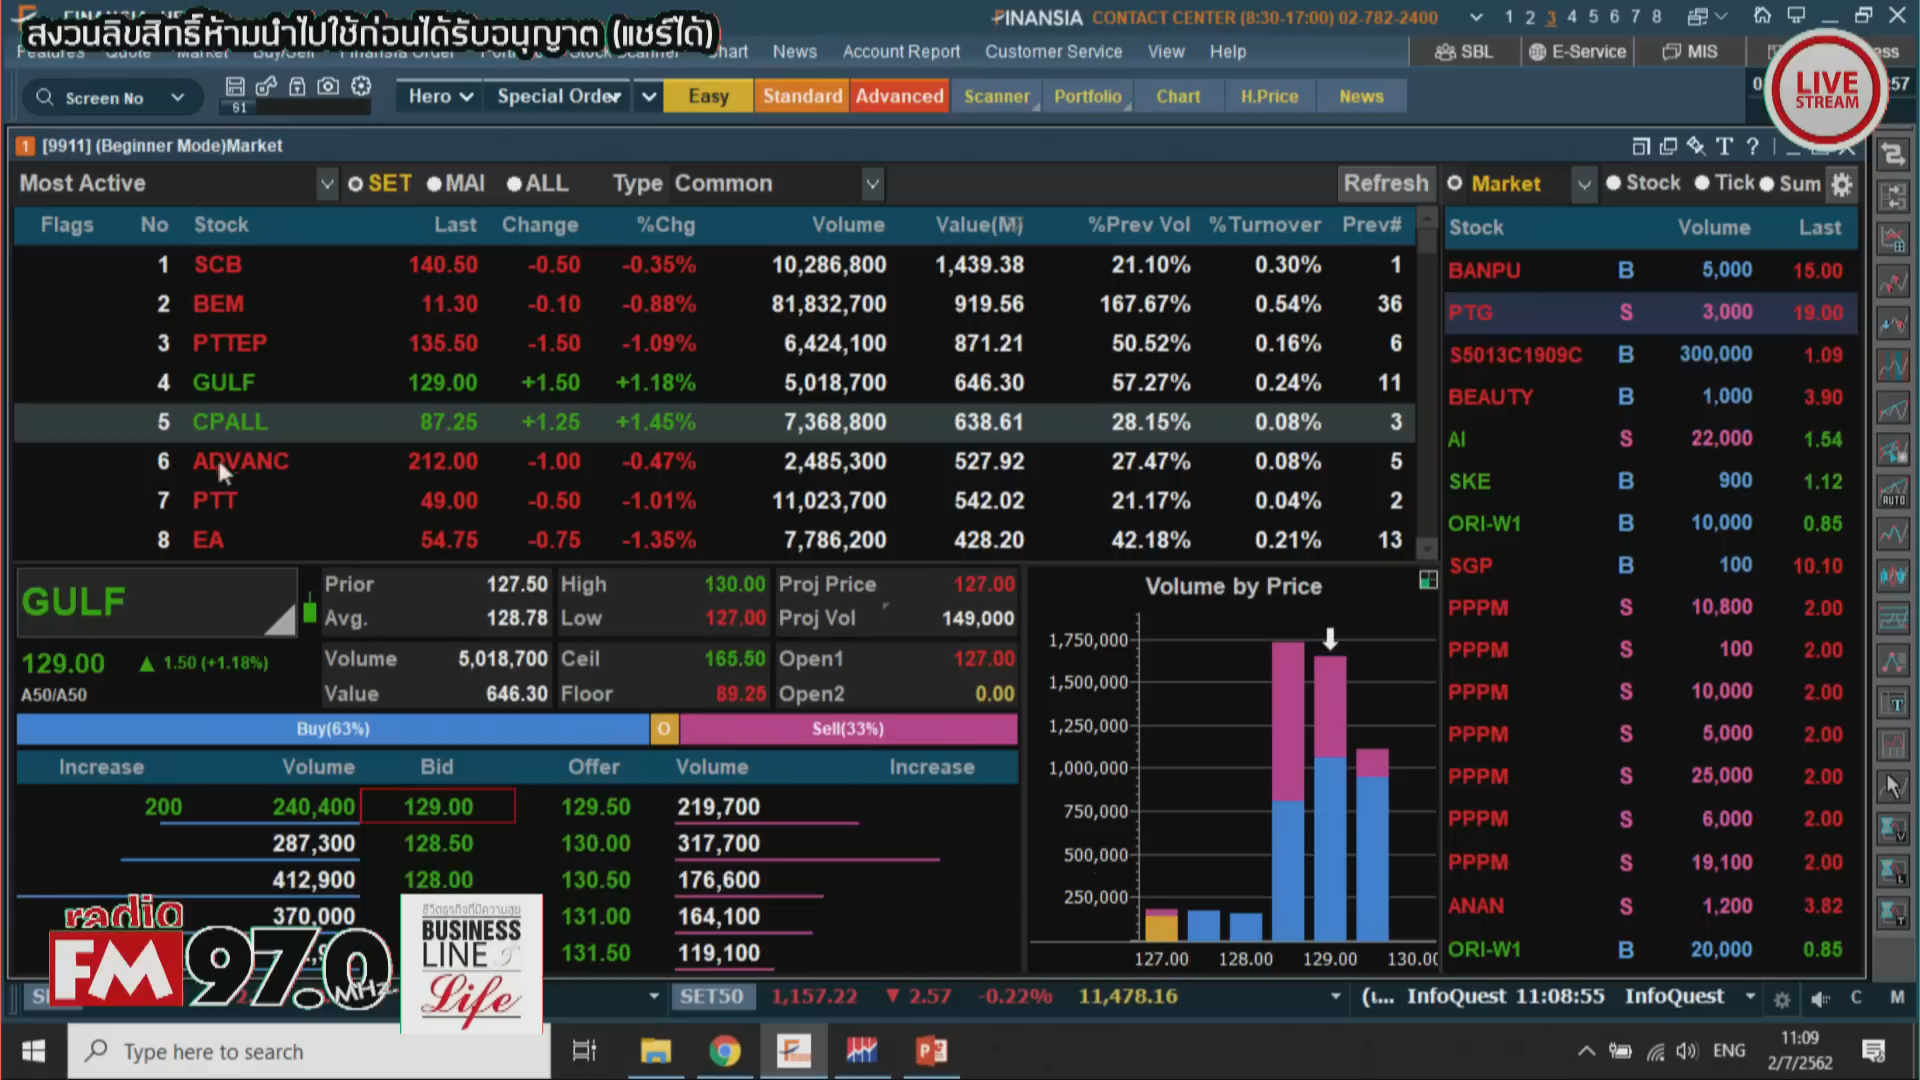 สงวนลิขสิทธิ์ห้ามนำไปใช้ก่อนได้รับอนุญาต (แชร์ได้)
FINANSIA CONTACT CENTER (8:30-17:00) 02-782-2400 1 2 3 4 5 6 7 8
News Account Report Customer Service View Help SBL E-Service MIS
LIVE STREAM
Screen No 61 Hero Special Order Easy Standard Advanced Scanner Portfolio Chart H.Price News
1 [9911] (Beginner Mode)Market
Most Active SET MAI ALL Type Common Refresh Market Stock Tick Sum
Flags No Stock Last Change %Chg Volume Value(M) %Prev Vol %Turnover Prev#
1 SCB 140.50 -0.50 -0.35% 10,286,800 1,439.38 21.10% 0.30% 1
2 BEM 11.30 -0.10 -0.88% 81,832,700 919.56 167.67% 0.54% 36
3 PTTEP 135.50 -1.50 -1.09% 6,424,100 871.21 50.52% 0.16% 6
4 GULF 129.00 +1.50 +1.18% 5,018,700 646.30 57.27% 0.24% 11
5 CPALL 87.25 +1.25 +1.45% 7,368,800 638.61 28.15% 0.08% 3
6 ADVANC 212.00 -1.00 -0.47% 2,485,300 527.92 27.47% 0.08% 5
7 PTT 49.00 -0.50 -1.01% 11,023,700 542.02 21.17% 0.04% 2
8 EA 54.75 -0.75 -1.35% 7,786,200 428.20 42.18% 0.21% 13
Stock Volume Last
BANPU B 5,000 15.00
PTG S 3,000 19.00
S5013C1909C B 300,000 1.09
BEAUTY B 1,000 3.90
AI S 22,000 1.54
SKE B 900 1.12
ORI-W1 B 10,000 0.85
SGP B 100 10.10
PPPM S 10,800 2.00
PPPM S 100 2.00
PPPM S 10,000 2.00
PPPM S 5,000 2.00
PPPM S 25,000 2.00
PPPM S 6,000 2.00
PPPM S 19,100 2.00
ANAN S 1,200 3.82
ORI-W1 B 20,000 0.85
GULF
129.00 ▲ 1.50 (+1.18%)
A50/A50
Prior 127.50 High 130.00 Proj Price 127.00
Avg. 128.78 Low 127.00 Proj Vol 149,000
Volume 5,018,700 Ceil 165.50 Open1 127.00
Value 646.30 Floor 89.25 Open2 0.00
Buy(63%) O Sell(33%)
Increase Volume Bid Offer Volume Increase
200 240,400 129.00 129.50 219,700
287,300 128.50 130.00 317,700
412,900 128.00 130.50 176,600
370,000 131.00 164,100
131.50 119,100
Volume by Price
1,750,000
1,500,000
1,250,000
1,000,000
750,000
500,000
250,000
127.00 128.00 129.00 130.00
radio
FM 97.0 MHz
ชีวิตธุรกิจที่มีความสุข
BUSINESS
LINE &
Life
SET50 1,157.22 ▼ 2.57 -0.22% 11,478.16 InfoQuest 11:08:55 InfoQuest C M
AUTO
Type here to search
ENG
11:09
2/7/2562